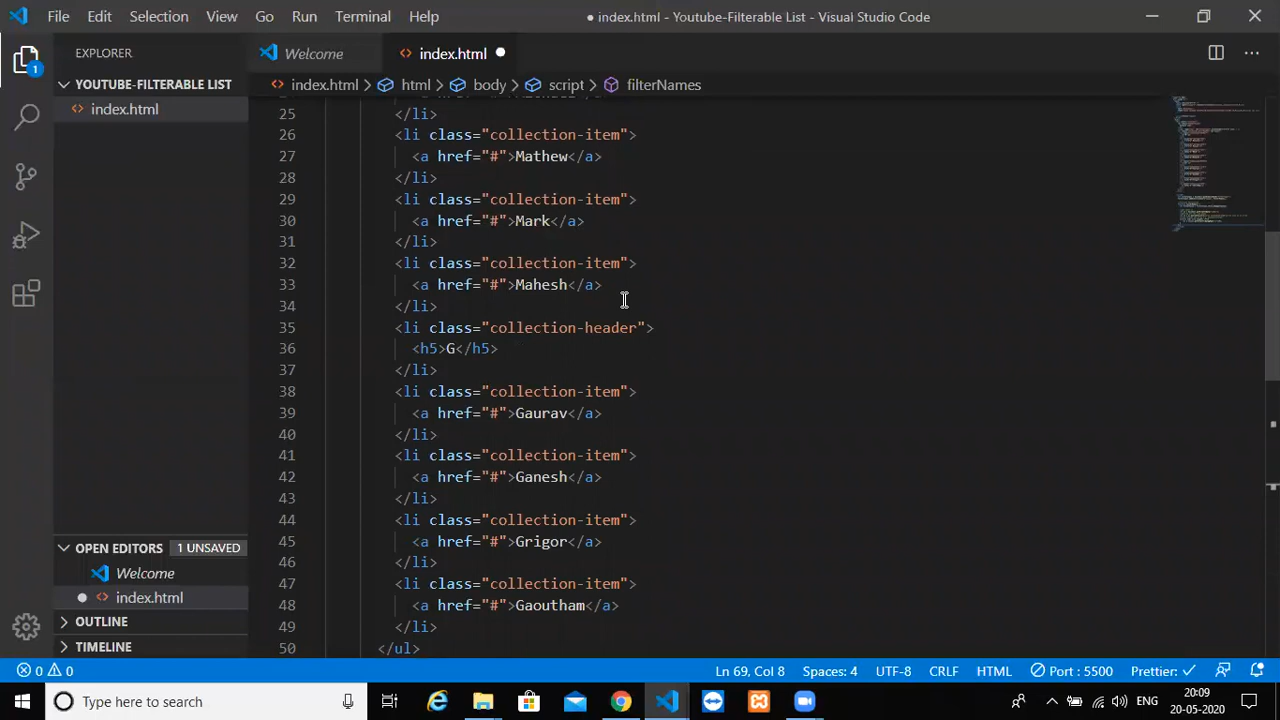 File Edit Selection View Go Run Terminal Help ● index.html - Youtube-Filterable List - Visual Studio Code
EXPLORER Welcome index.html
YOUTUBE-FILTERABLE LIST index.html > html > body > script > filterNames
1
index.html
25 </li>
26 <li class="collection-item">
27 <a href="#">Mathew</a>
28 </li>
29 <li class="collection-item">
30 <a href="#">Mark</a>
31 </li>
32 <li class="collection-item">
33 <a href="#">Mahesh</a>
34 </li>
35 <li class="collection-header">
36 <h5>G</h5>
37 </li>
38 <li class="collection-item">
39 <a href="#">Gaurav</a>
40 </li>
41 <li class="collection-item">
42 <a href="#">Ganesh</a>
43 </li>
44 <li class="collection-item">
45 <a href="#">Grigor</a>
46 </li>
47 <li class="collection-item">
48 <a href="#">Gaoutham</a>
49 </li>
50 </ul>
OPEN EDITORS 1 UNSAVED
Welcome
index.html
OUTLINE
TIMELINE
0 0 Ln 69, Col 8 Spaces: 4 UTF-8 CRLF HTML Port : 5500 Prettier: ✓
Type here to search ENG 20:09
20-05-2020